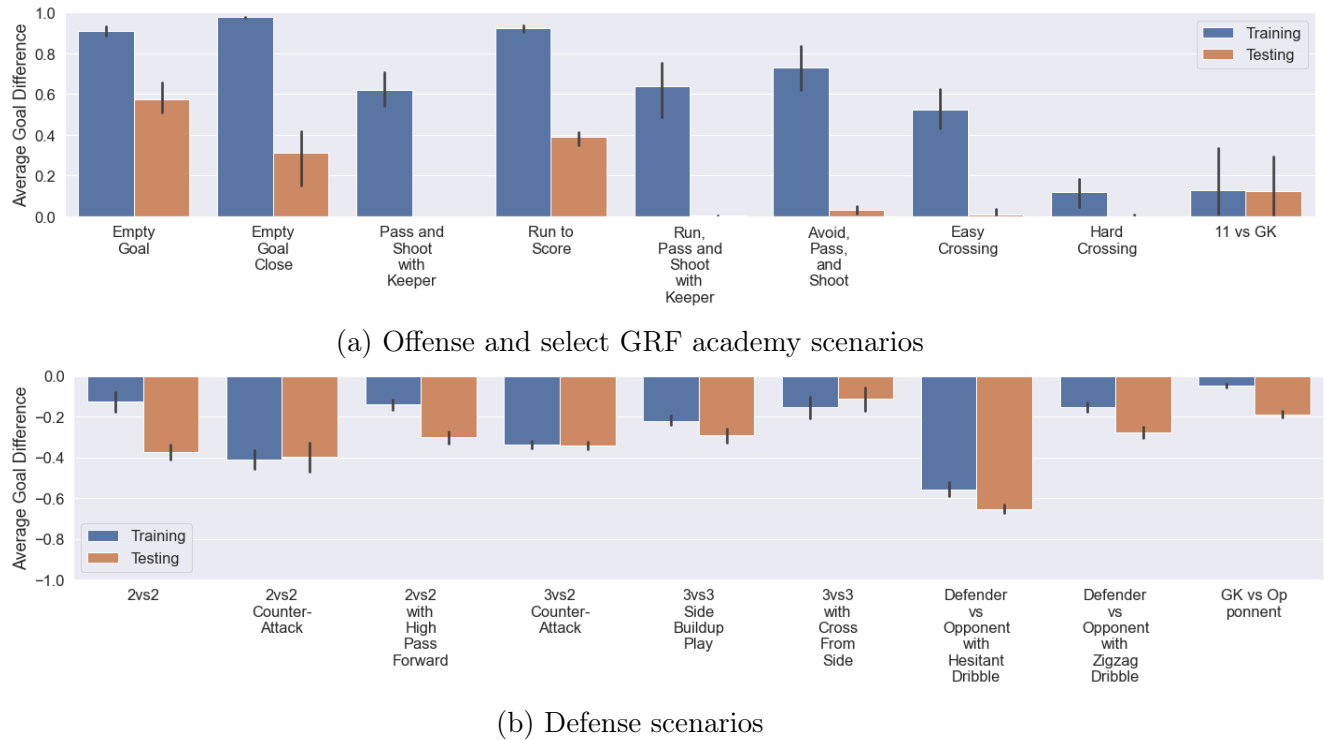 Average Goal Difference
1.0
0.8
0.6
0.4
0.2
0.0
Training
Testing
Empty
Goal
Empty
Goal
Close
Pass and
Shoot
with
Keeper
Run to
Score
Run,
Pass and
Shoot
with
Keeper
Avoid,
Pass,
and
Shoot
Easy
Crossing
Hard
Crossing
11 vs GK
(a) Offense and select GRF academy scenarios
Average Goal Difference
0.0
−0.2
−0.4
−0.6
−0.8
−1.0
Training
Testing
2vs2
2vs2
Counter-
Attack
2vs2
with
High
Pass
Forward
3vs2
Counter-
Attack
3vs3
Side
Buildup
Play
3vs3
with
Cross
From
Side
Defender
vs
Opponent
with
Hesitant
Dribble
Defender
vs
Opponent
with
Zigzag
Dribble
GK vs Op
ponnent
(b) Defense scenarios